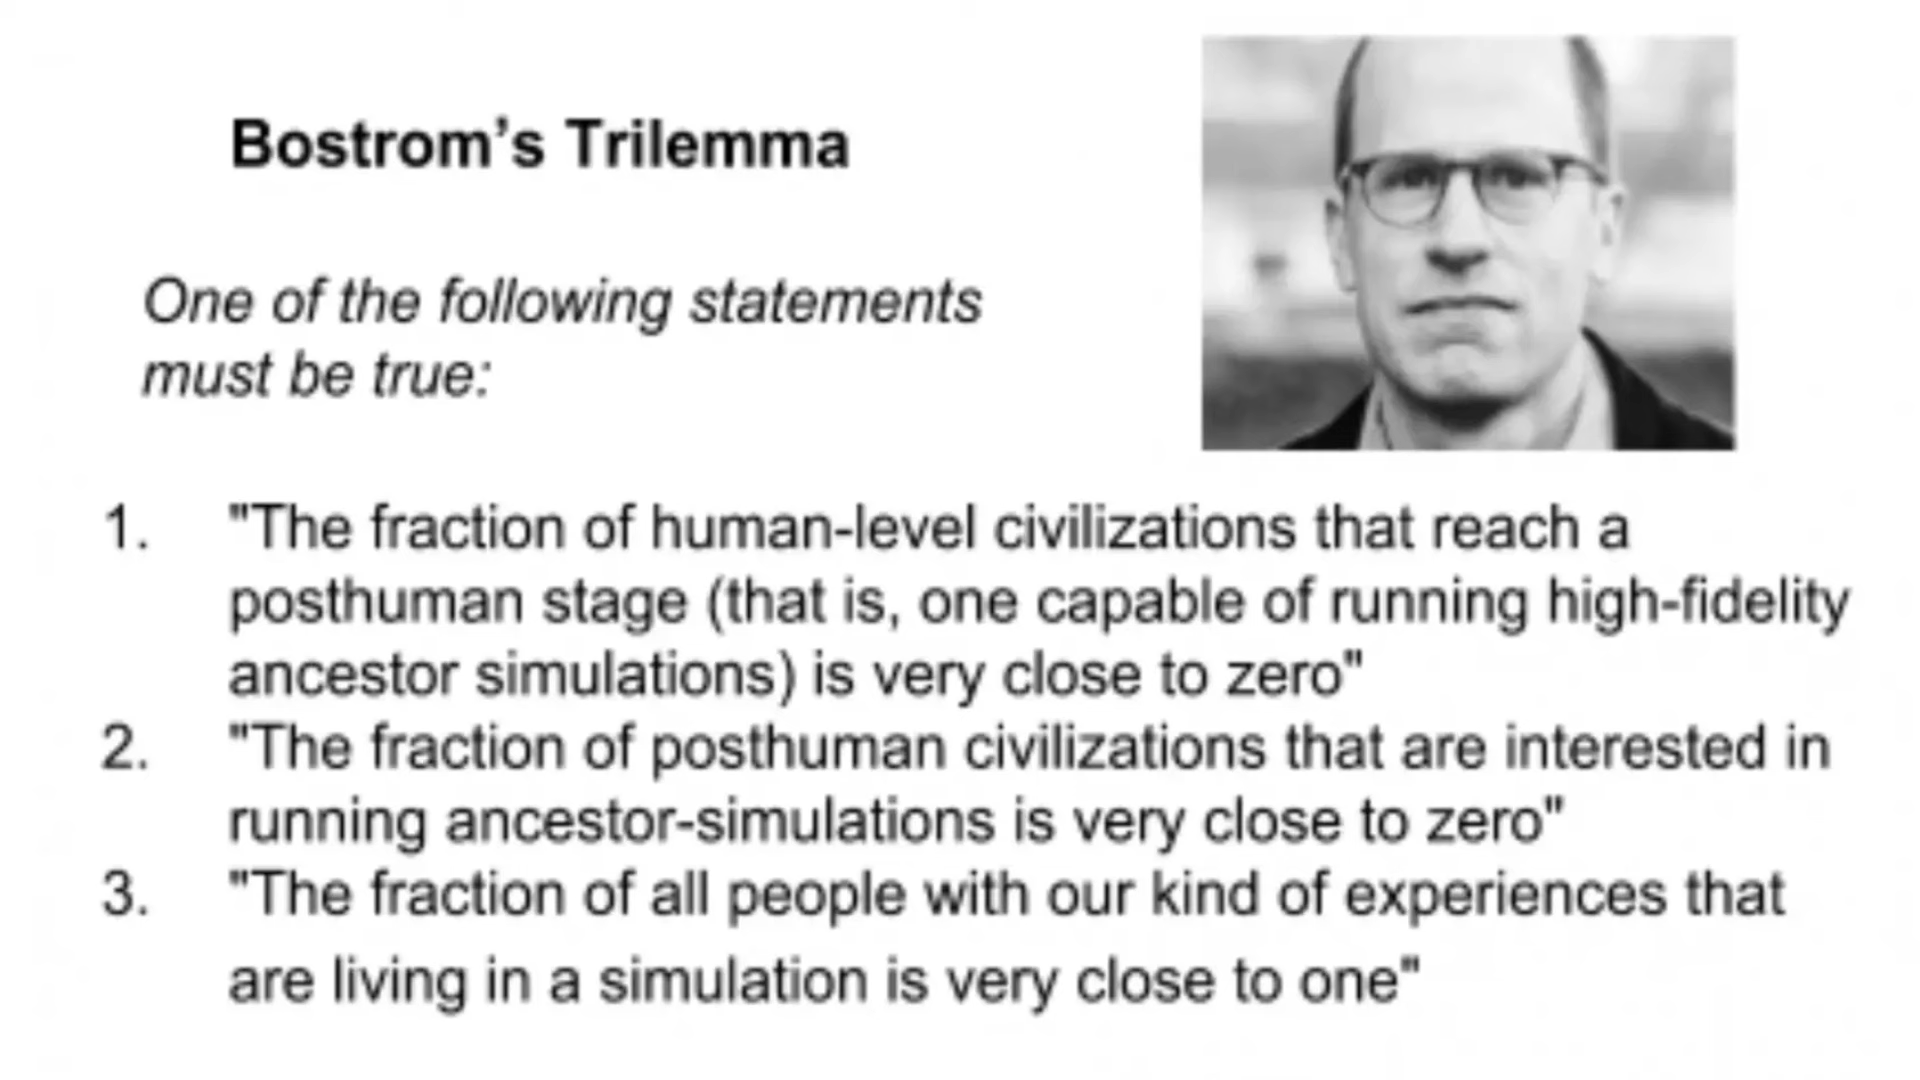 Bostrom’s Trilemma
One of the following statements
must be true:
1. "The fraction of human-level civilizations that reach a
posthuman stage (that is, one capable of running high-fidelity
ancestor simulations) is very close to zero"
2. "The fraction of posthuman civilizations that are interested in
running ancestor-simulations is very close to zero"
3. "The fraction of all people with our kind of experiences that
are living in a simulation is very close to one"